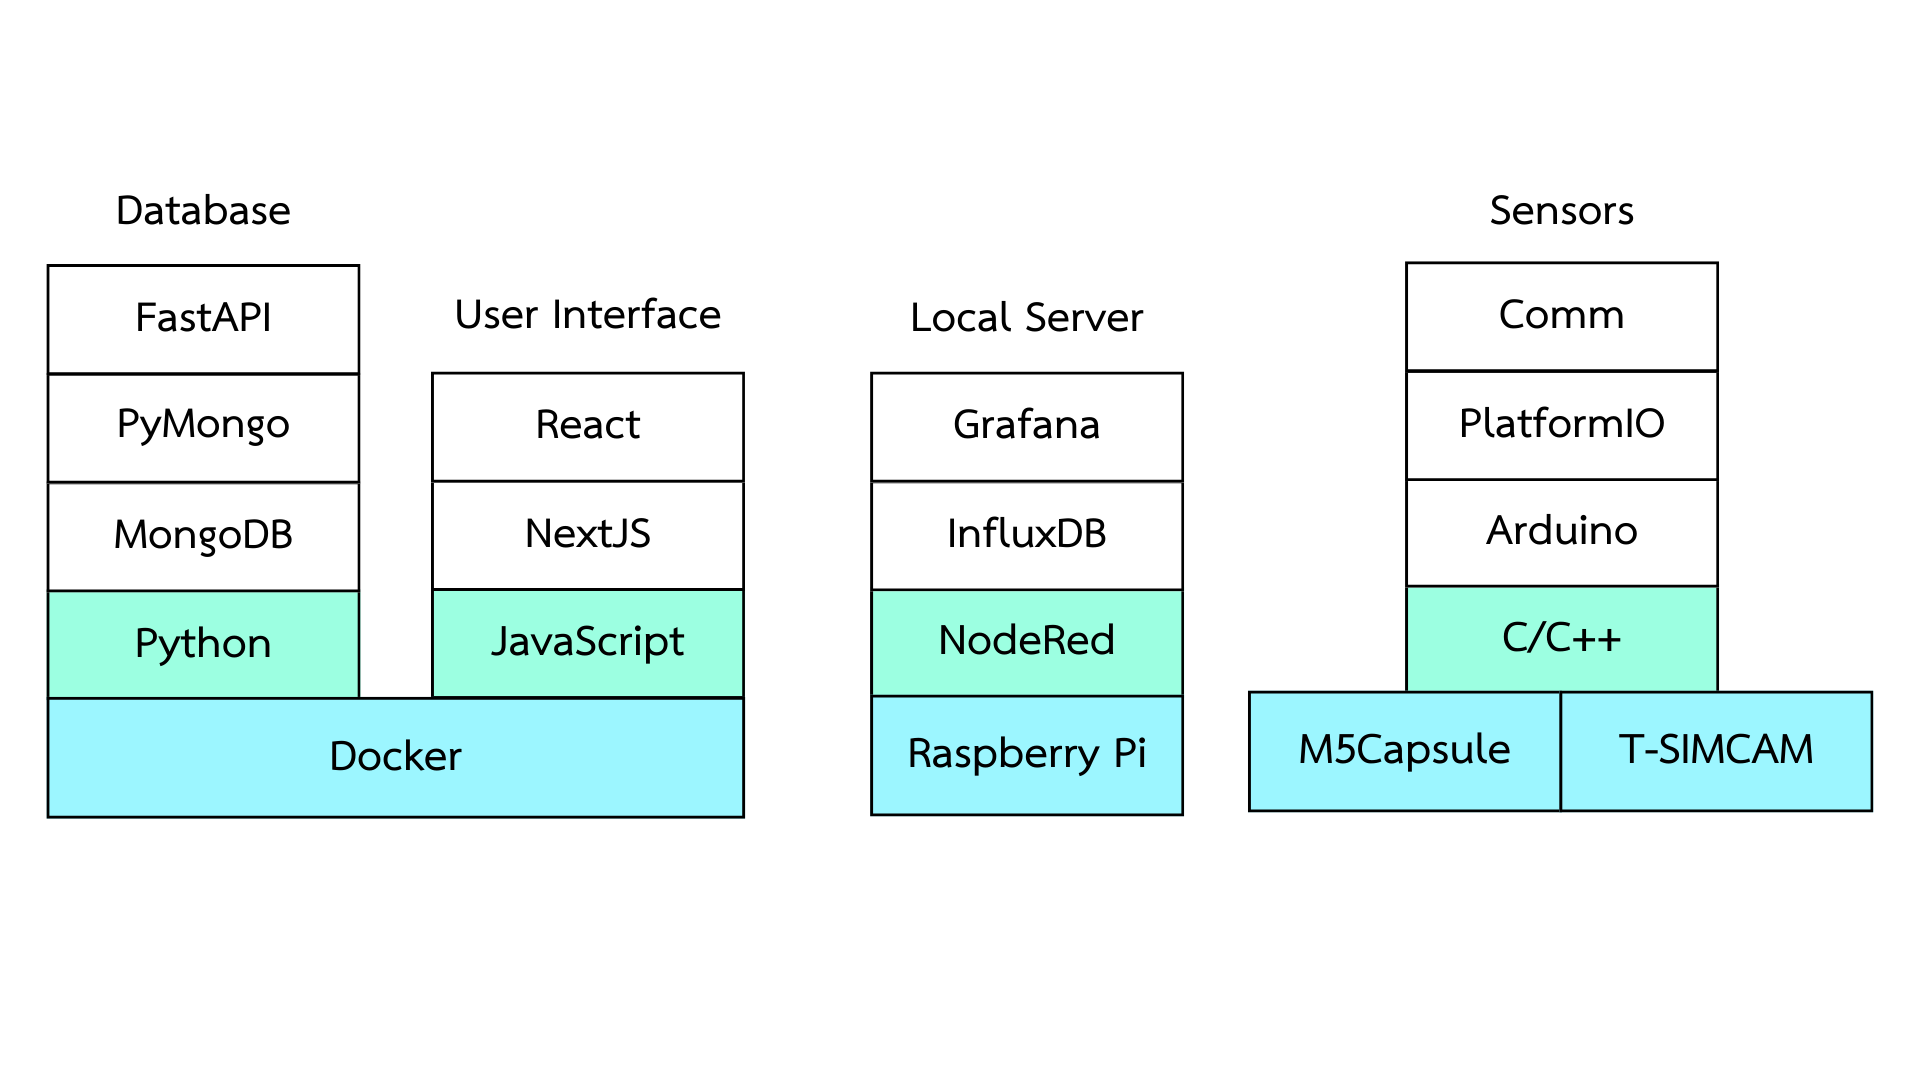 Database
FastAPI
PyMongo
MongoDB
Python
User Interface
React
NextJS
JavaScript
Docker
Local Server
Grafana
InfluxDB
NodeRed
Raspberry Pi
Sensors
Comm
PlatformIO
Arduino
C/C++
M5Capsule
T-SIMCAM